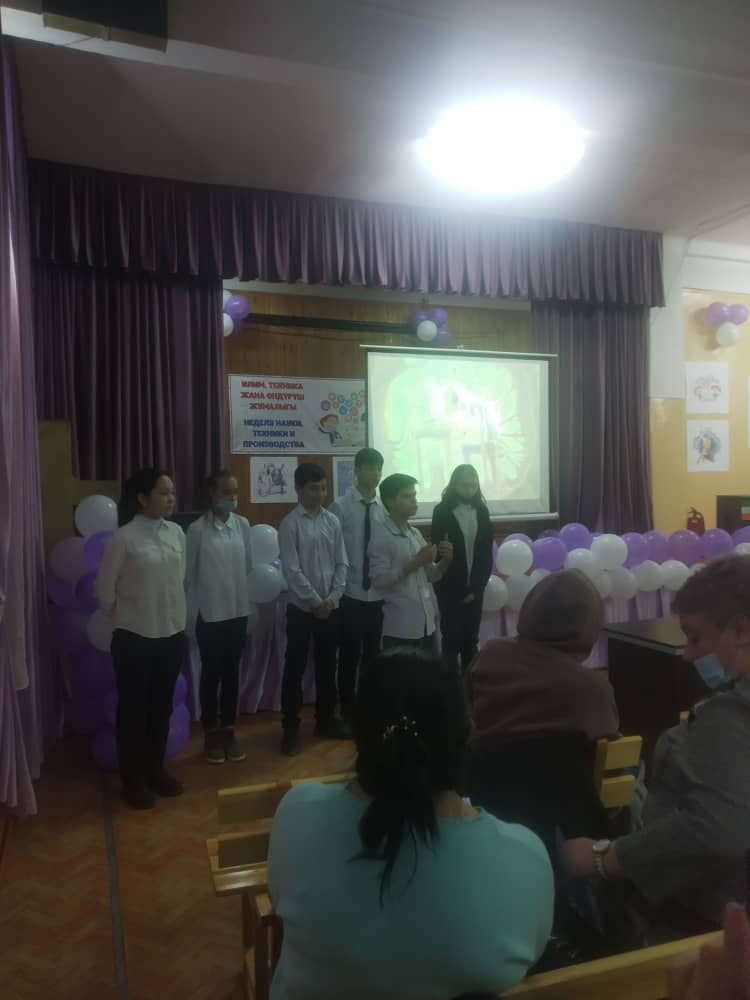 ИЛИМ, ТЕХНИКА
ЖАНА ӨНДҮРҮШ
ЖУМАЛЫГЫ
НЕДЕЛЯ НАУКИ,
ТЕХНИКИ И
ПРОИЗВОДСТВА